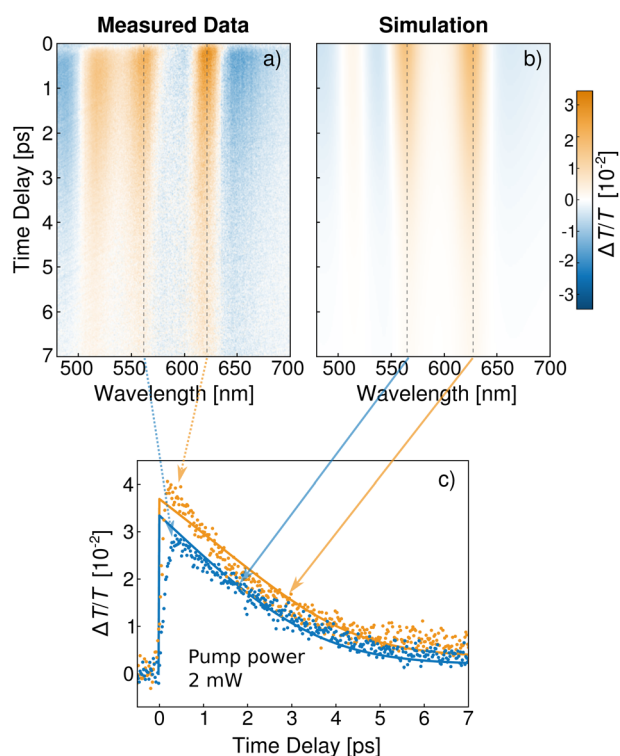 Measured Data Simulation
a) b)
0
1
2
3
4
5
6
7
Time Delay [ps]
500 550 600 650 700
Wavelength [nm]
500 550 600 650 700
Wavelength [nm]
3
2
1
0
-1
-2
-3
ΔT/T [10⁻²]
c)
4
3
2
1
0
ΔT/T [10⁻²]
Pump power
2 mW
0 1 2 3 4 5 6 7
Time Delay [ps]